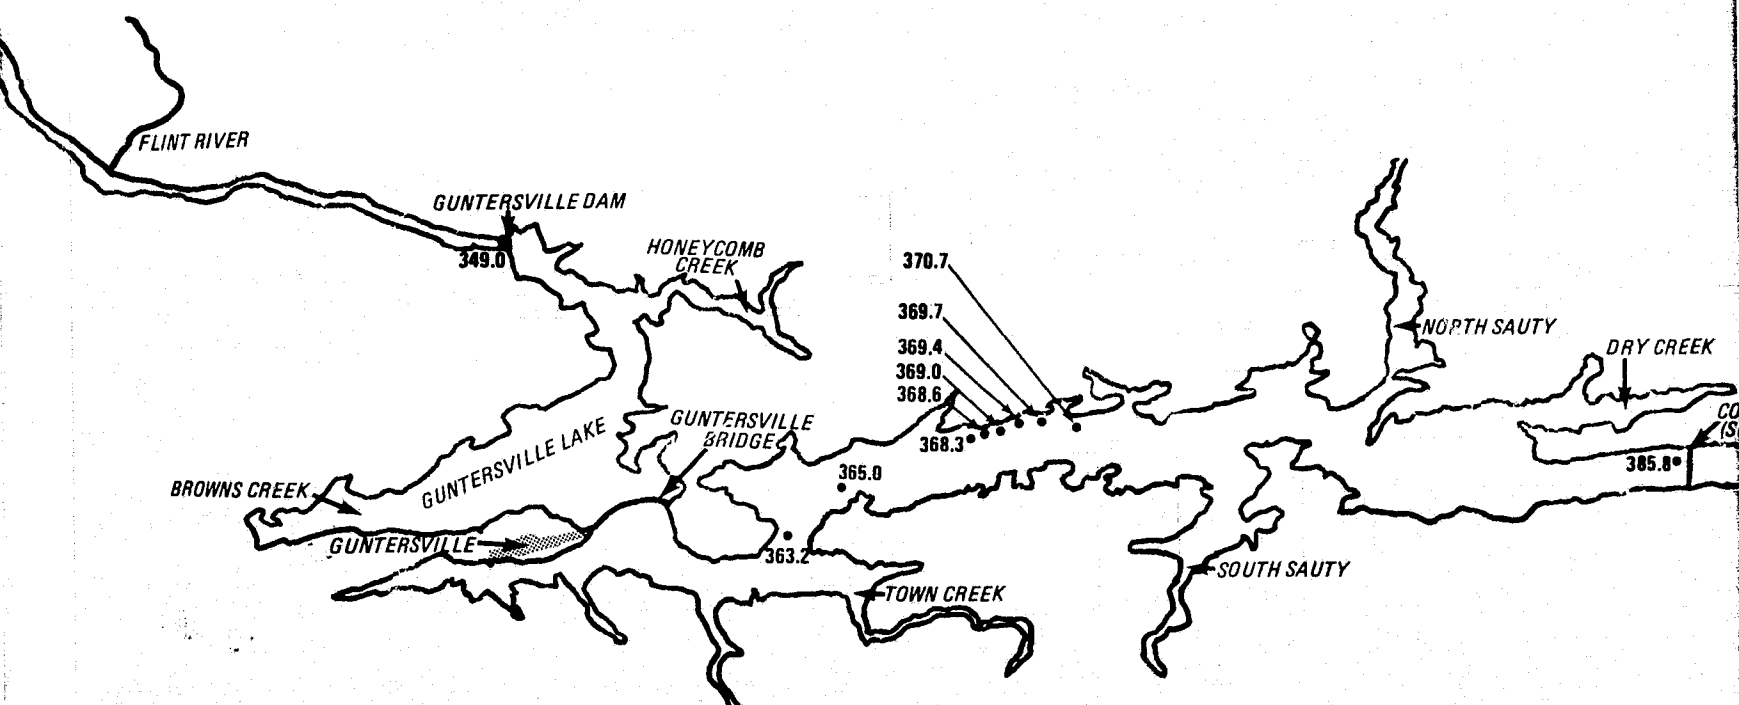 FLINT RIVER
GUNTERSVILLE DAM
349.0
HONEYCOMB
CREEK
370.7
369.7
369.4
369.0
368.6
368.3
NORTH SAUTY
DRY CREEK
CO
(S
385.8
GUNTERSVILLE
BRIDGE
GUNTERSVILLE LAKE
365.0
BROWNS CREEK
GUNTERSVILLE
363.2
TOWN CREEK
SOUTH SAUTY